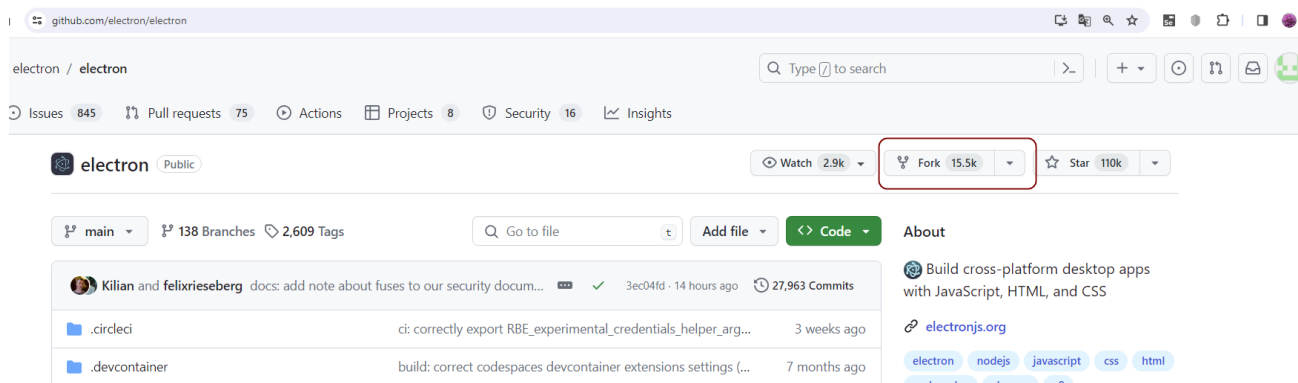 github.com/electron/electron
electron / electron
Type / to search
Issues 845 Pull requests 75 Actions Projects 8 Security 16 Insights
electron Public
Watch 2.9k Fork 15.5k Star 110k
main 138 Branches 2,609 Tags Go to file t Add file <> Code
About
Build cross-platform desktop apps
with JavaScript, HTML, and CSS
Kilian and felixrieseberg docs: add note about fuses to our security docum... 3ec04fd · 14 hours ago 27,963 Commits
electronjs.org
.circleci ci: correctly export RBE_experimental_credentials_helper_arg... 3 weeks ago
.devcontainer build: correct codespaces devcontainer extensions settings (... 7 months ago
electron nodejs javascript css html